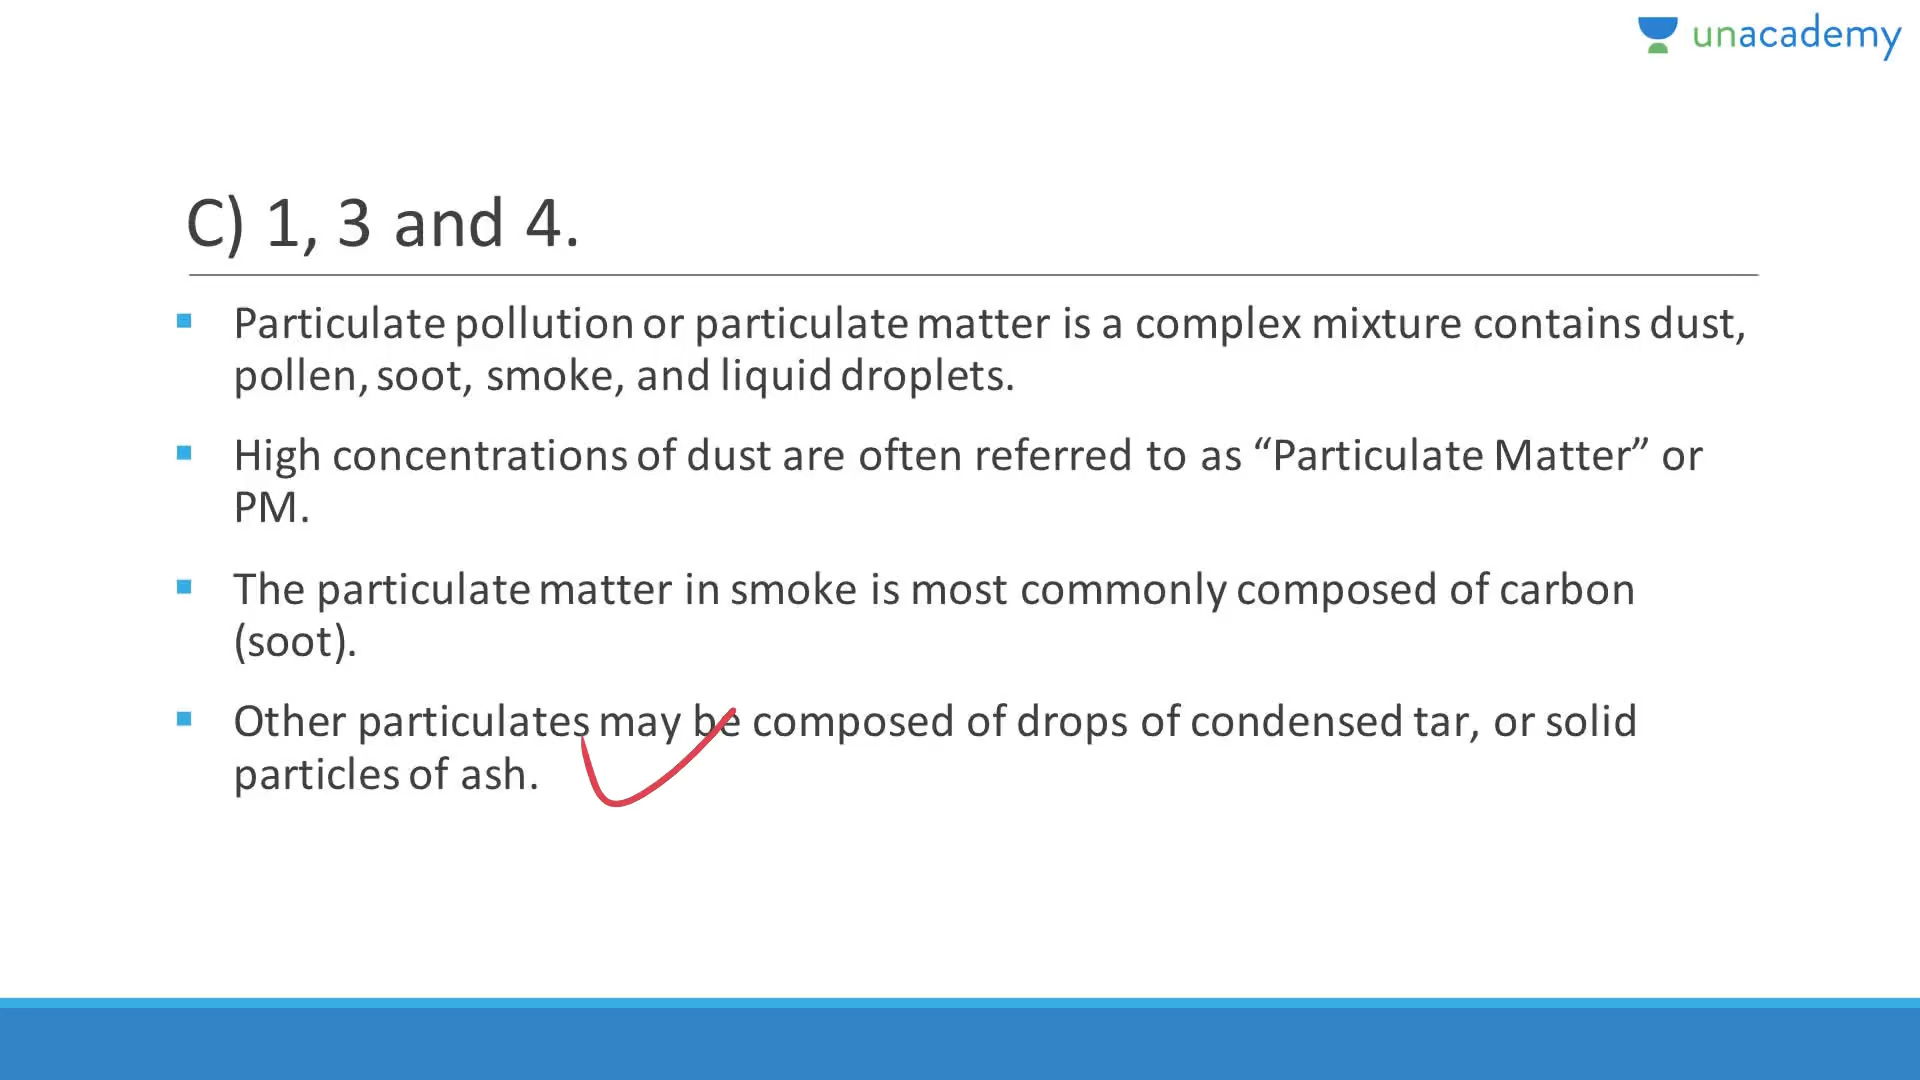 unacademy
C) 1, 3 and 4.
Particulate pollution or particulate matter is a complex mixture contains dust,
pollen, soot, smoke, and liquid droplets.
High concentrations of dust are often referred to as “Particulate Matter” or
PM.
The particulate matter in smoke is most commonly composed of carbon
(soot).
Other particulates may be composed of drops of condensed tar, or solid
particles of ash.